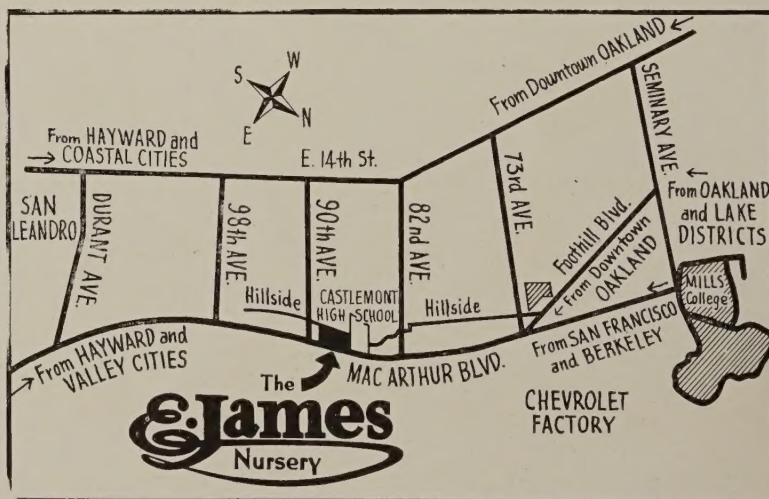 From Downtown OAKLAND
S
W
E
N
From HAYWARD and
COASTAL CITIES
E. 14th St.
SEMINARY AVE.
SAN
LEANDRO
DURANT AVE.
98th AVE.
90th AVE.
82nd AVE.
73rd AVE.
Foothill Blvd.
From Downtown
OAKLAND
From OAKLAND
and LAKE
DISTRICTS
MILLS
College
Hillside
CASTLEMONT
HIGH SCHOOL
Hillside
From HAYWARD and
VALLEY CITIES
MAC ARTHUR BLVD.
From SAN FRANCISCO
and BERKELEY
CHEVROLET
FACTORY
The
E. James
Nursery